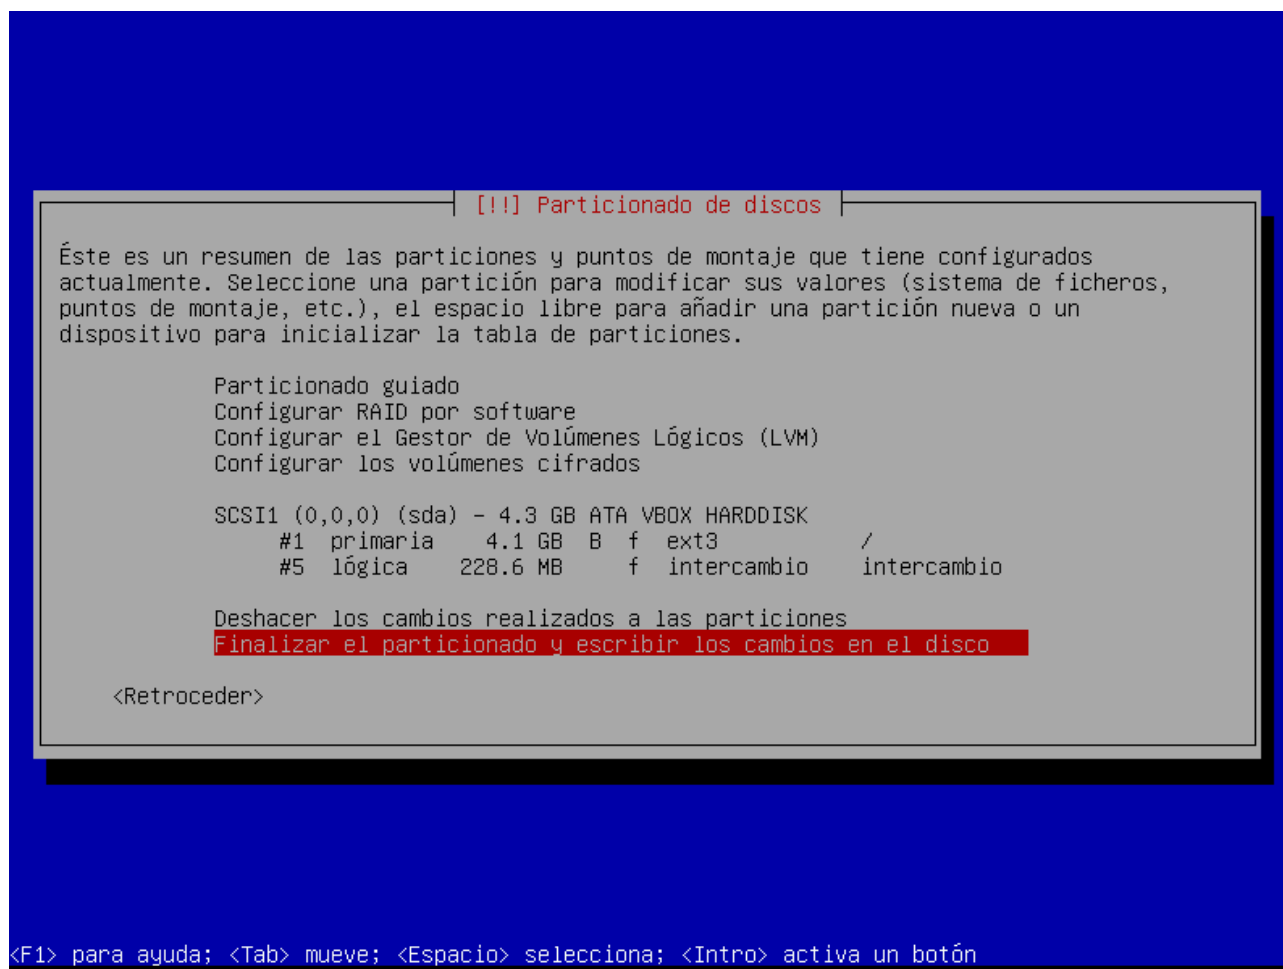 [!!] Particionado de discos
Éste es un resumen de las particiones y puntos de montaje que tiene configurados
actualmente. Seleccione una partición para modificar sus valores (sistema de ficheros,
puntos de montaje, etc.), el espacio libre para añadir una partición nueva o un
dispositivo para inicializar la tabla de particiones.
Particionado guiado
Configurar RAID por software
Configurar el Gestor de Volúmenes Lógicos (LVM)
Configurar los volúmenes cifrados
SCSI1 (0,0,0) (sda) - 4.3 GB ATA VBOX HARDDISK
#1 primaria 4.1 GB B f ext3 /
#5 lógica 228.6 MB f intercambio intercambio
Deshacer los cambios realizados a las particiones
Finalizar el particionado y escribir los cambios en el disco
<Retroceder>
<F1> para ayuda; <Tab> mueve; <Espacio> selecciona; <Intro> activa un botón